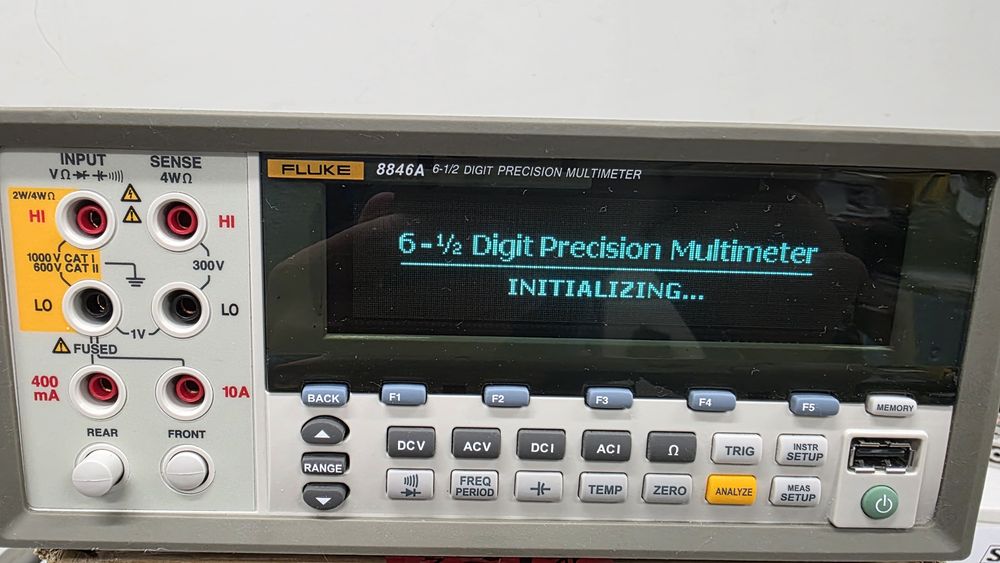 INPUT
VΩ
SENSE
4WΩ
2W/4WΩ
HI
HI
1000V CAT I
600V CAT II
300V
LO
LO
1V
FUSED
400
mA
10A
REAR
FRONT
FLUKE
8846A 6-1/2 DIGIT PRECISION MULTIMETER
6-½ Digit Precision Multimeter
INITIALIZING...
BACK
F1
F2
F3
F4
F5
MEMORY
RANGE
DCV
ACV
DCI
ACI
Ω
TRIG
INSTR
SETUP
FREQ
PERIOD
TEMP
ZERO
ANALYZE
MEAS
SETUP